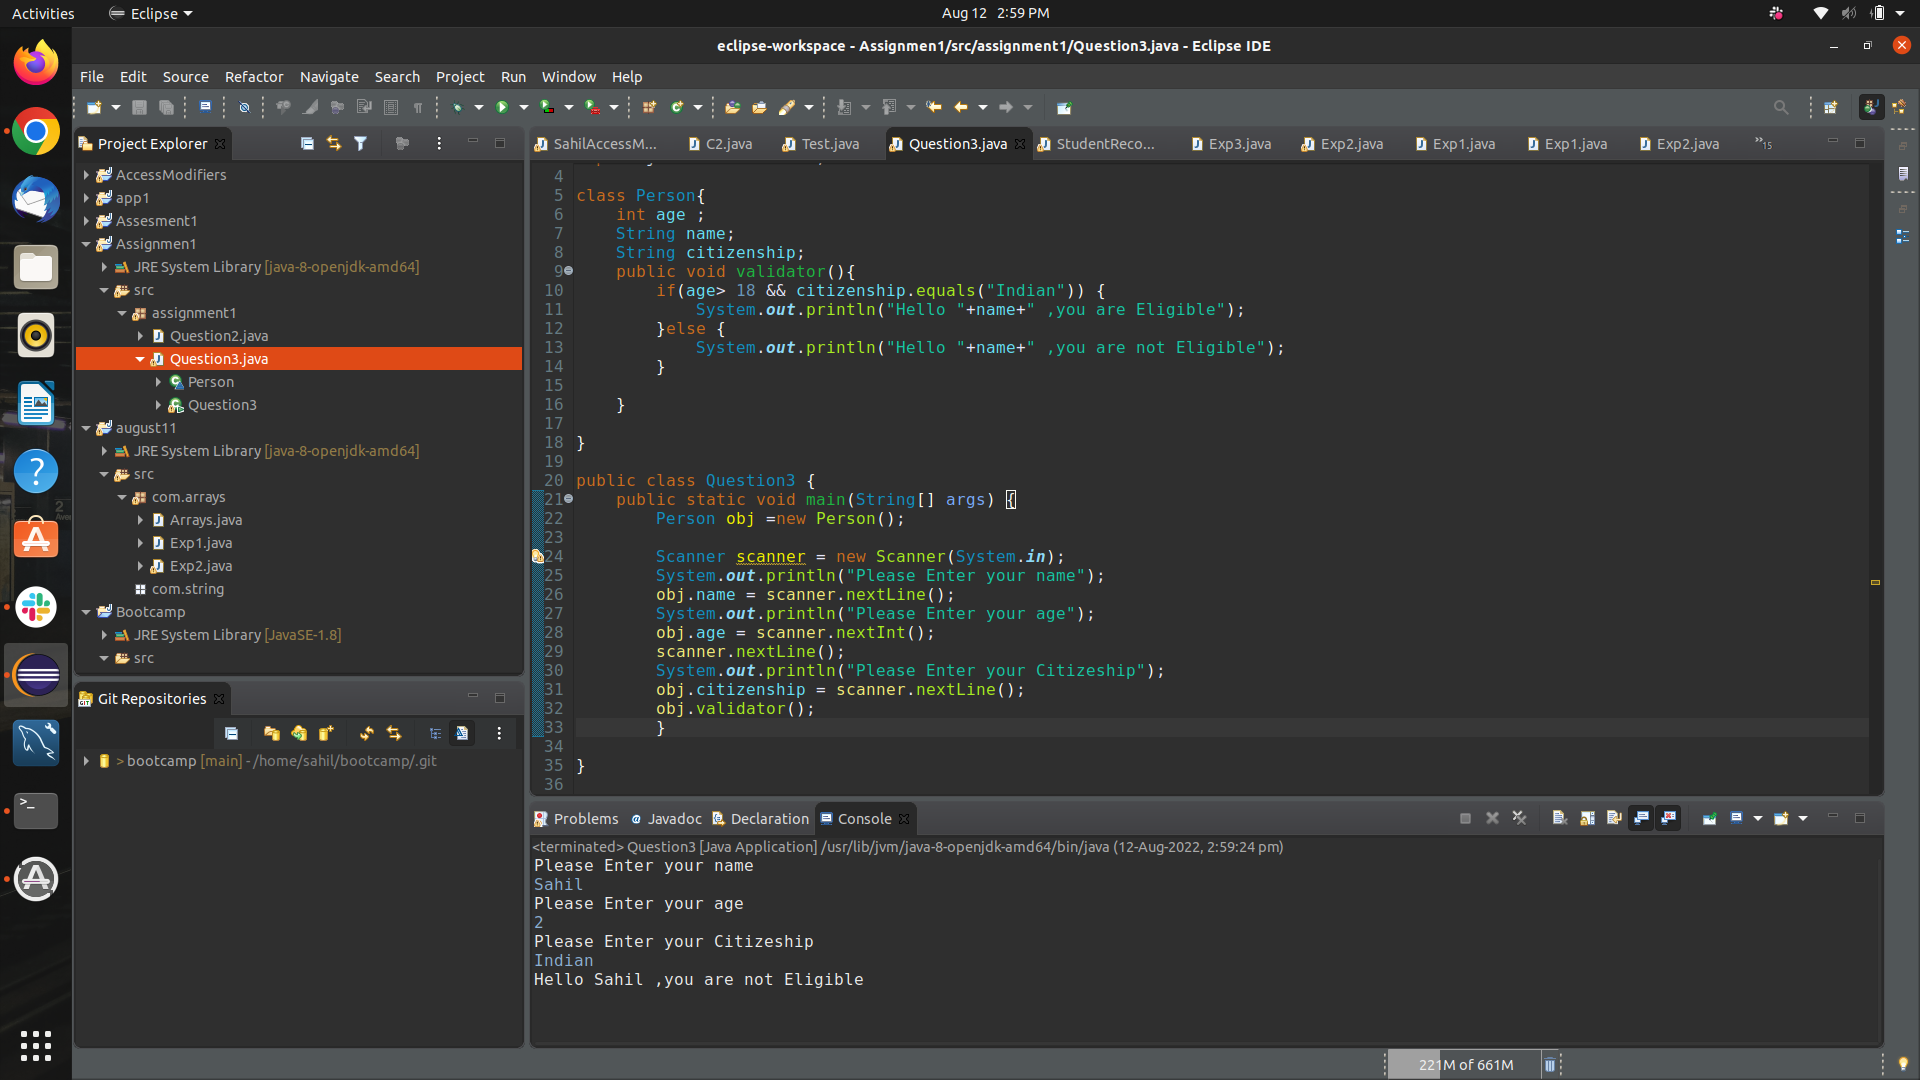 Activities
Eclipse
Aug 12 2:59 PM
eclipse-workspace - Assignmen1/src/assignment1/Question3.java - Eclipse IDE
File Edit Source Refactor Navigate Search Project Run Window Help
Project Explorer
AccessModifiers
app1
Assesment1
Assignmen1
JRE System Library [java-8-openjdk-amd64]
src
assignment1
Question2.java
Question3.java
Person
Question3
august11
JRE System Library [java-8-openjdk-amd64]
src
com.arrays
Arrays.java
Exp1.java
Exp2.java
com.string
Bootcamp
JRE System Library [JavaSE-1.8]
src
Git Repositories
> bootcamp [main] - /home/sahil/bootcamp/.git
SahilAccessM... C2.java Test.java Question3.java StudentReco... Exp3.java Exp2.java Exp1.java Exp1.java Exp2.java »15
4
5 class Person{
6 int age ;
7 String name;
8 String citizenship;
9 public void validator(){
10 if(age> 18 && citizenship.equals("Indian")) {
11 System.out.println("Hello "+name+" ,you are Eligible");
12 }else {
13 System.out.println("Hello "+name+" ,you are not Eligible");
14 }
15
16 }
17
18 }
19
20 public class Question3 {
21 public static void main(String[] args) {
22 Person obj =new Person();
23
24 Scanner scanner = new Scanner(System.in);
25 System.out.println("Please Enter your name");
26 obj.name = scanner.nextLine();
27 System.out.println("Please Enter your age");
28 obj.age = scanner.nextInt();
29 scanner.nextLine();
30 System.out.println("Please Enter your Citizeship");
31 obj.citizenship = scanner.nextLine();
32 obj.validator();
33 }
34
35 }
36
Problems Javadoc Declaration Console
<terminated> Question3 [Java Application] /usr/lib/jvm/java-8-openjdk-amd64/bin/java (12-Aug-2022, 2:59:24 pm)
Please Enter your name
Sahil
Please Enter your age
2
Please Enter your Citizeship
Indian
Hello Sahil ,you are not Eligible
221M of 661M